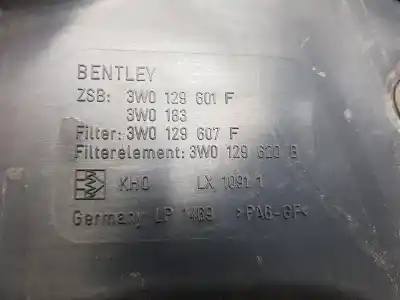 BENTLEY
ZSB: 3W0 129 601 F
3W0 183
Filter: 3W0 129 607 F
Filterelement: 3W0 129 620 B
KHO LX 1091.1
Germany LP >PA6-GF<